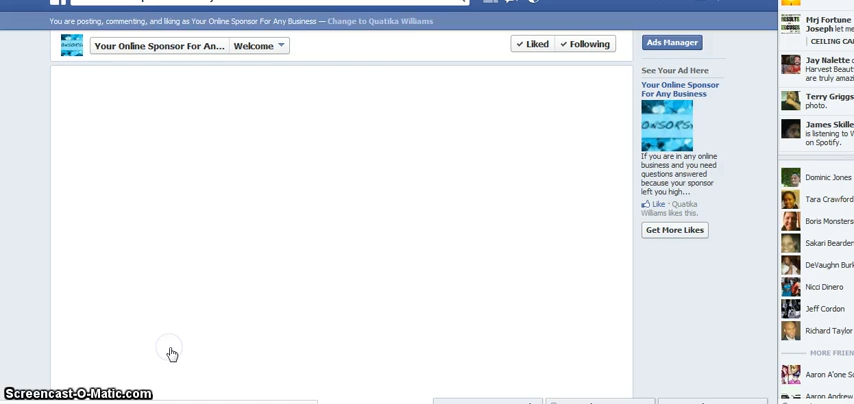 You are posting, commenting, and liking as Your Online Sponsor For Any Business — Change to Quatika Williams
Your Online Sponsor For An... Welcome
✓ Liked ✓ Following
Ads Manager
See Your Ad Here
Your Online Sponsor
For Any Business
If you are in any online
business and you need
questions answered
because your sponsor
left you high...
Like · Quatika
Williams likes this.
Get More Likes
Mrj Fortune
Joseph let me
CEILING CA
Jay Nalette
Harvest Beau
are truly amaz
Terry Griggs
photo.
James Skille
is listening to
on Spotify.
Dominic Jones
Tara Crawford
Boris Monsters
Sakari Bearden
DeVaughn Burk
Nicci Dinero
Jeff Cordon
Richard Taylor
MORE FRIEN
Aaron A'one S
Aaron Andrew
Screencast-O-Matic.com